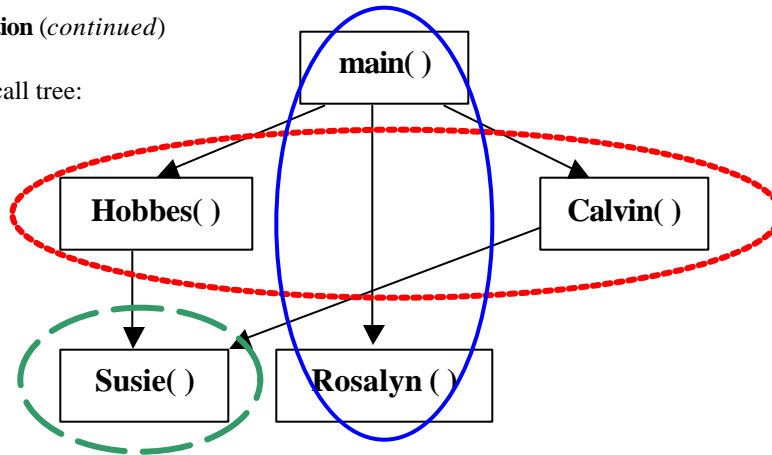 tion (continued)
main( )
call tree:
Hobbes( )
Calvin( )
Susie( )
Rosalyn ( )